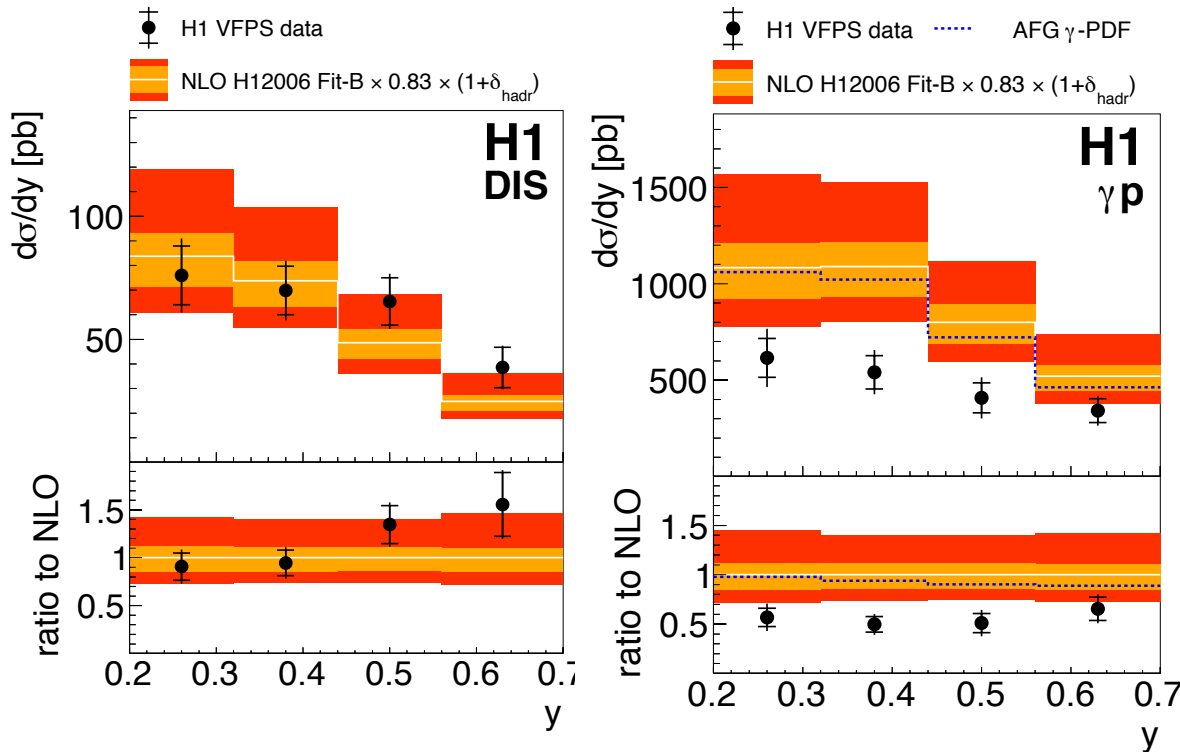 H1 VFPS data
NLO H12006 Fit-B × 0.83 × (1+δhadr)
dσ/dy [pb]
H1
DIS
100
50
ratio to NLO
1.5
1
0.5
0.2 0.3 0.4 0.5 0.6 0.7
y
H1 VFPS data AFG γ-PDF
NLO H12006 Fit-B × 0.83 × (1+δhadr)
dσ/dy [pb]
H1
γp
1500
1000
500
ratio to NLO
1.5
1
0.5
0.2 0.3 0.4 0.5 0.6 0.7
y